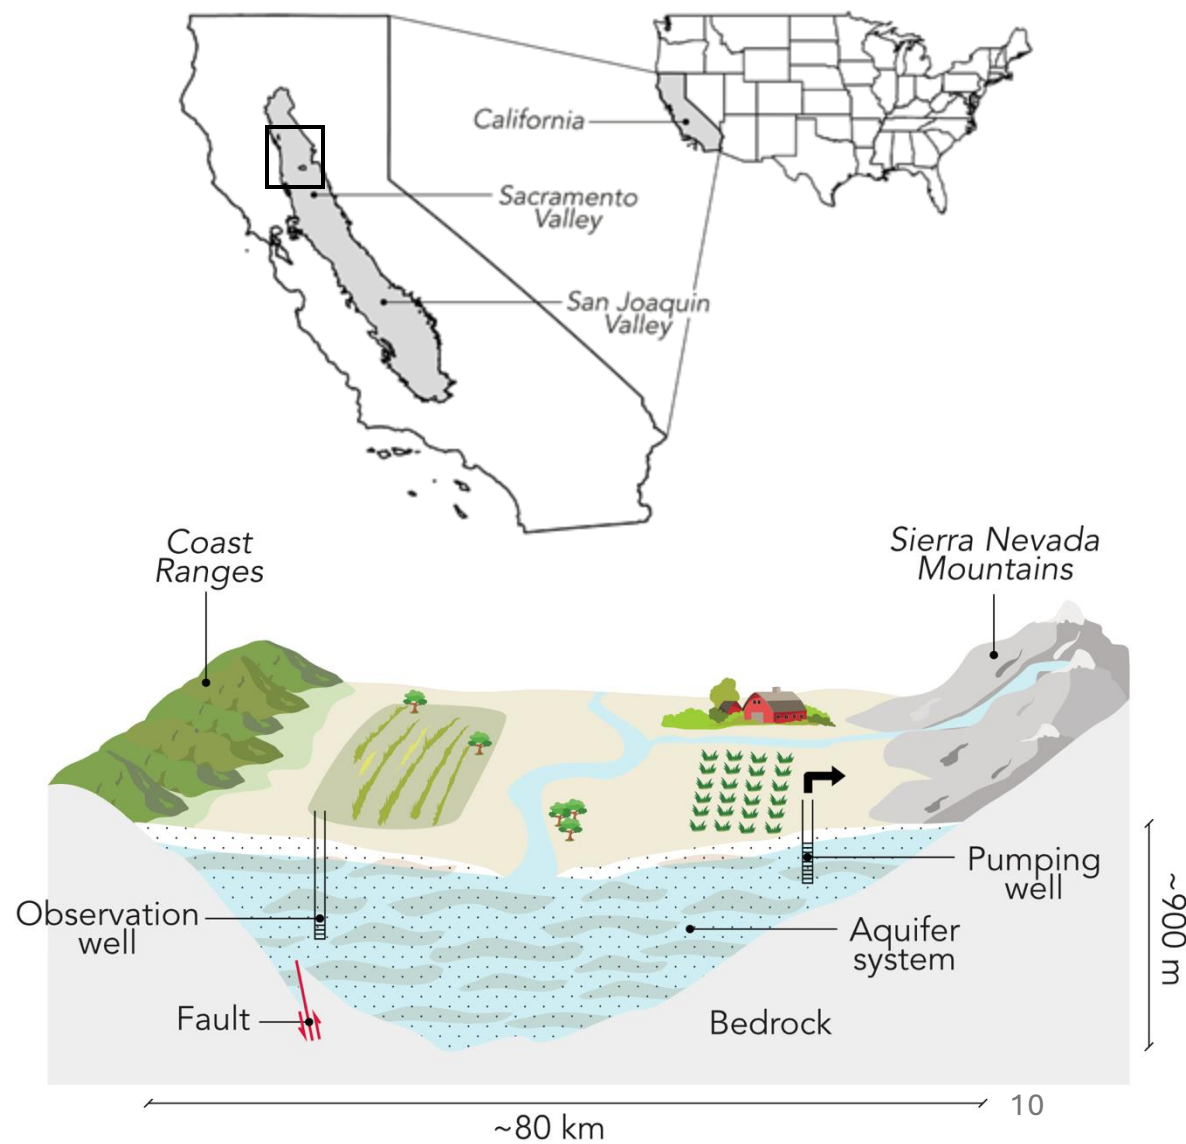 California
Sacramento
Valley
San Joaquin
Valley
Coast
Ranges
Sierra Nevada
Mountains
Pumping
well
Observation
well
Aquifer
system
Fault
Bedrock
~900 m
~80 km
10